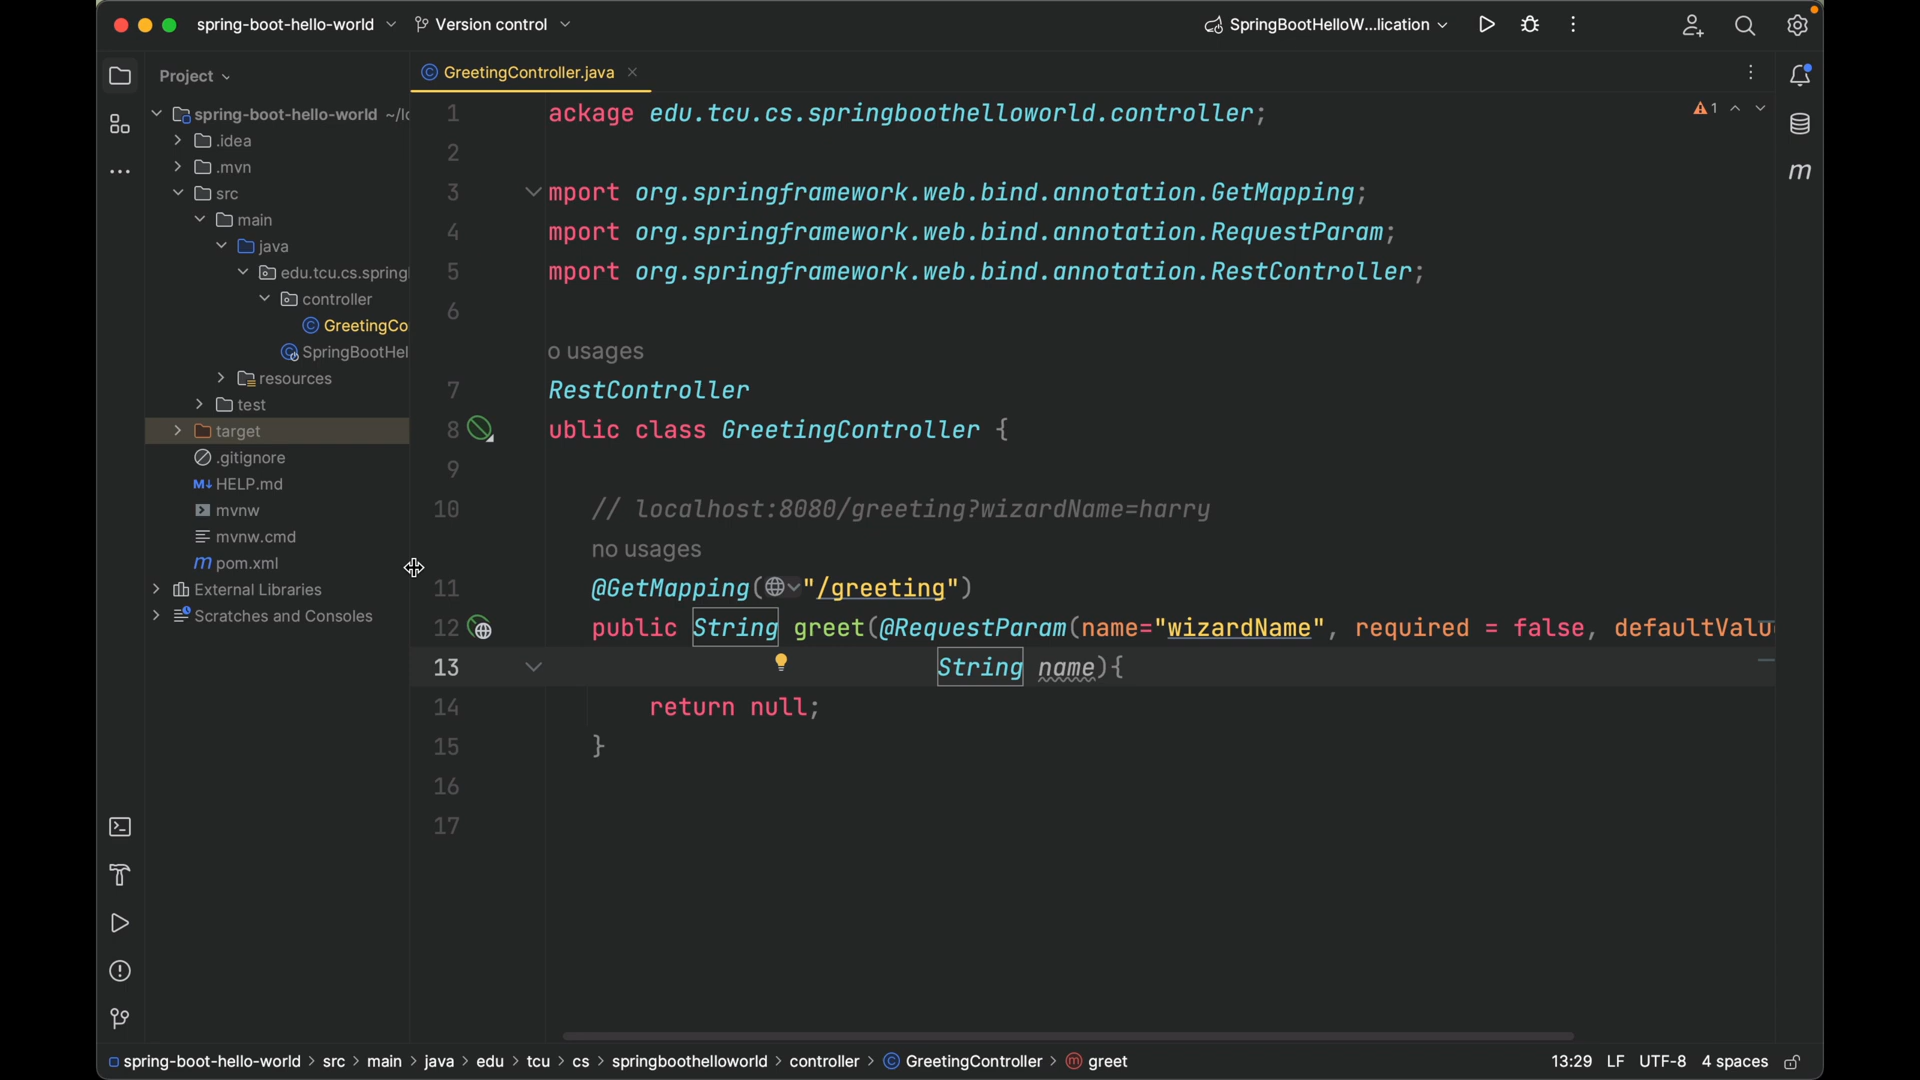 spring-boot-hello-world Version control SpringBootHelloW...lication
Project
GreetingController.java
spring-boot-hello-world ~/Ic
.idea
.mvn
src
main
java
edu.tcu.cs.spring
controller
GreetingCo
SpringBootHel
resources
test
target
.gitignore
M↓ HELP.md
mvnw
mvnw.cmd
m pom.xml
External Libraries
Scratches and Consoles
1 ackage edu.tcu.cs.springboothelloworld.controller;
2
3 mport org.springframework.web.bind.annotation.GetMapping;
4 mport org.springframework.web.bind.annotation.RequestParam;
5 mport org.springframework.web.bind.annotation.RestController;
6
o usages
7 RestController
8 ublic class GreetingController {
9
10 // localhost:8080/greeting?wizardName=harry
no usages
11 @GetMapping("/greeting")
12 public String greet(@RequestParam(name="wizardName", required = false, defaultValu
13 String name){
14 return null;
15 }
16
17
1
m
spring-boot-hello-world > src > main > java > edu > tcu > cs > springboothelloworld > controller > GreetingController > greet
13:29 LF UTF-8 4 spaces